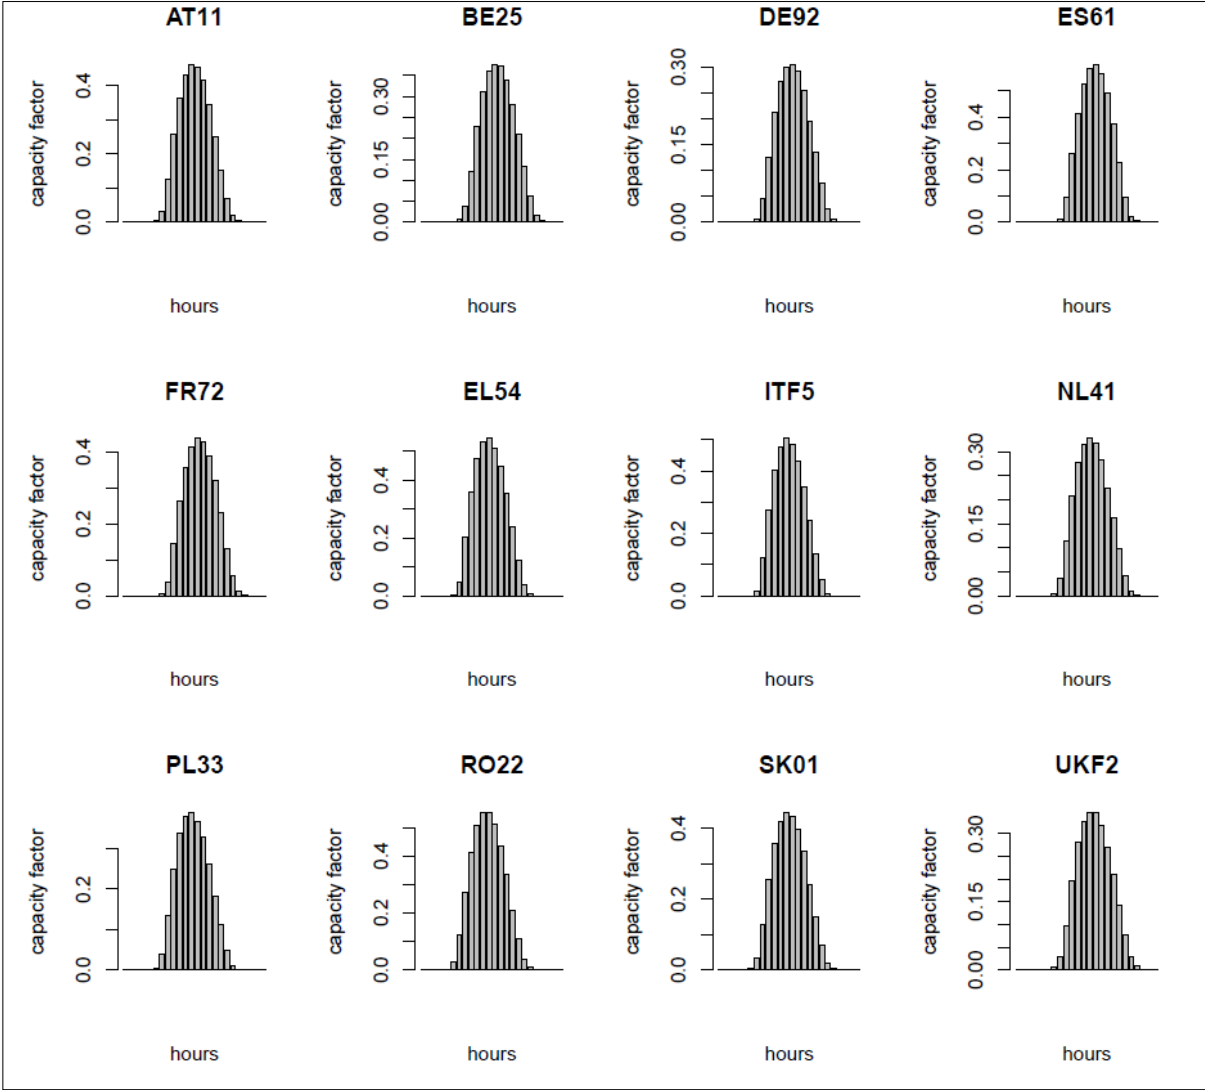 AT11 BE25 DE92 ES61
capacity factor capacity factor capacity factor capacity factor
0.4 0.30 0.30 0.4
0.2 0.15 0.15 0.2
0.0 0.00 0.00 0.0
hours hours hours hours
FR72 EL54 ITF5 NL41
capacity factor capacity factor capacity factor capacity factor
0.4 0.4 0.4 0.30
0.2 0.2 0.2 0.15
0.0 0.0 0.0 0.00
hours hours hours hours
PL33 RO22 SK01 UKF2
capacity factor capacity factor capacity factor capacity factor
0.2 0.4 0.4 0.30
0.0 0.2 0.2 0.15
0.0 0.0 0.00
hours hours hours hours